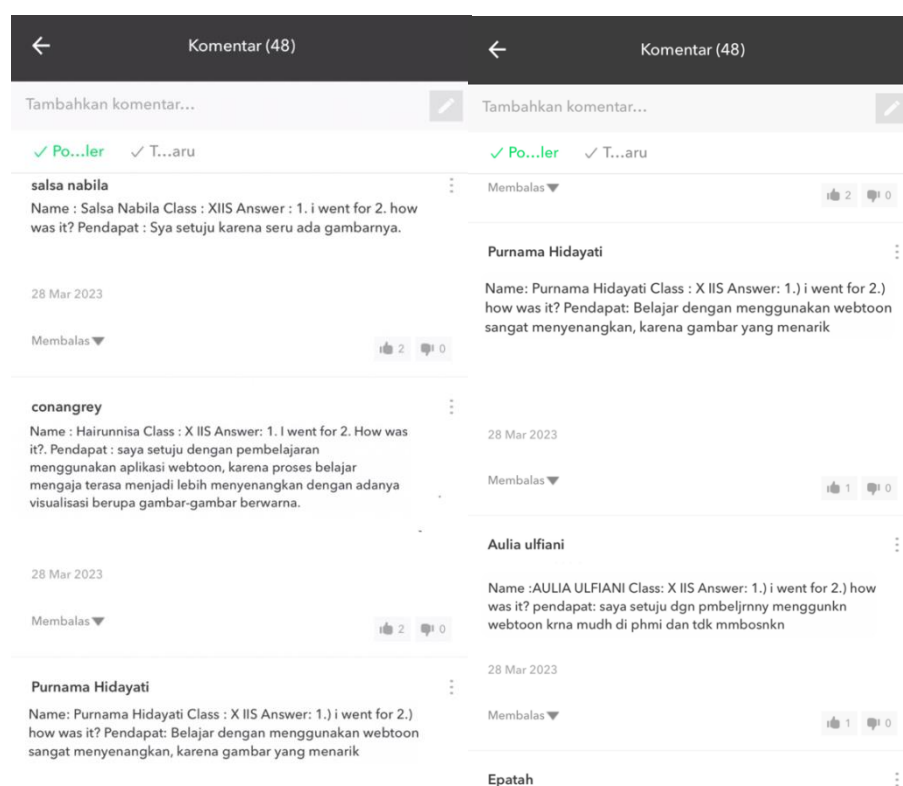 Komentar (48)
Tambahkan komentar...
Po...ler T...aru
salsa nabila
Name : Salsa Nabila Class : XIIS Answer : 1. i went for 2. how
was it? Pendapat : Sya setuju karena seru ada gambarnya.
28 Mar 2023
Membalas
2 0
conangrey
Name : Hairunnisa Class : X IIS Answer: 1. I went for 2. How was
it?. Pendapat : saya setuju dengan pembelajaran
menggunakan aplikasi webtoon, karena proses belajar
mengaja terasa menjadi lebih menyenangkan dengan adanya
visualisasi berupa gambar-gambar berwarna.
28 Mar 2023
Membalas
2 0
Purnama Hidayati
Name: Purnama Hidayati Class : X IIS Answer: 1.) i went for 2.)
how was it? Pendapat: Belajar dengan menggunakan webtoon
sangat menyenangkan, karena gambar yang menarik
Komentar (48)
Tambahkan komentar...
Po...ler T...aru
Membalas
2 0
Purnama Hidayati
Name: Purnama Hidayati Class : X IIS Answer: 1.) i went for 2.)
how was it? Pendapat: Belajar dengan menggunakan webtoon
sangat menyenangkan, karena gambar yang menarik
28 Mar 2023
Membalas
1 0
Aulia ulfiani
Name :AULIA ULFIANI Class: X IIS Answer: 1.) i went for 2.) how
was it? pendapat: saya setuju dgn pmbeljrnny menggunkn
webtoon krna mudh di phmi dan tdk mmbosnkn
28 Mar 2023
Membalas
1 0
Epatah